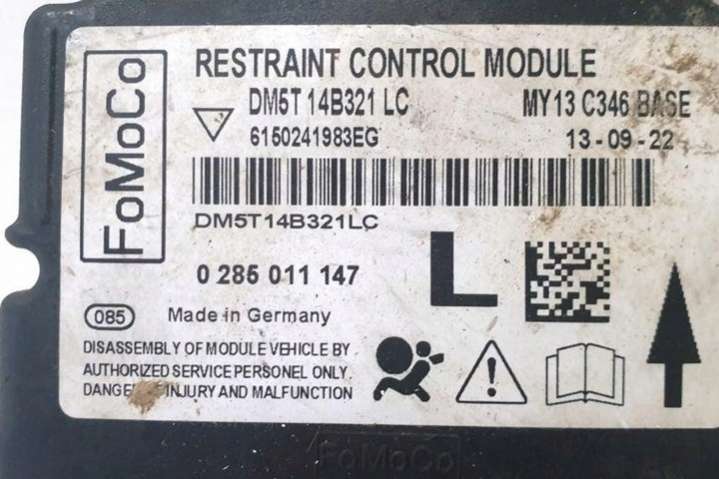 FoMoCo
RESTRAINT CONTROL MODULE
DM5T 14B321 LC MY13 C346 BASE
6150241983EG 13-09-22
DM5T14B321LC
0 285 011 147 L
085 Made in Germany
DISASSEMBLY OF MODULE VEHICLE BY
AUTHORIZED SERVICE PERSONEL ONLY.
INJURY AND MALFUNCTION
FoMoCo